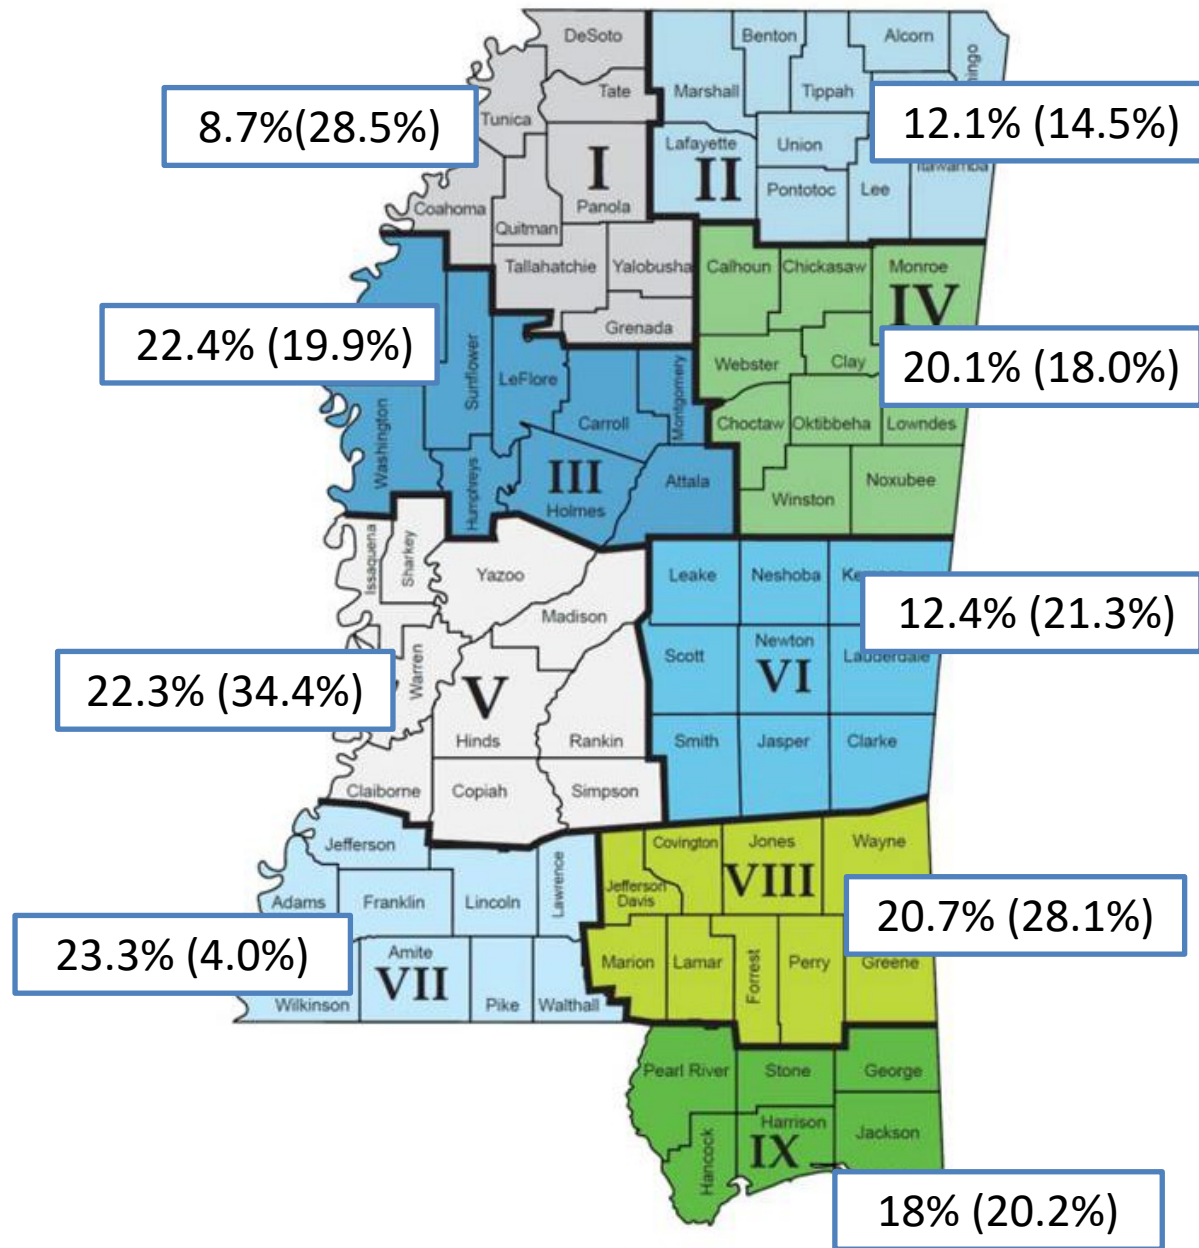 DeSoto
Benton
Alcorn
Tate
Marshall
Tippah
ingo
8.7%(28.5%)
Tunica
12.1% (14.5%)
Lafayette
Union
I
II
Itawamba
Coahoma
Panola
Pontotoc
Lee
Quitman
Tallahatchie
Yalobusha
Calhoun
Chickasaw
Monroe
IV
Grenada
22.4% (19.9%)
Sunflower
LeFlore
Webster
Clay
20.1% (18.0%)
Washington
Carroll
Montgomery
Choctaw
Oktibbeha
Lowndes
Humphreys
III
Holmes
Attala
Winston
Noxubee
Issaquena
Sharkey
Yazoo
Leake
Neshoba
Ke
Madison
12.4% (21.3%)
Newton
Scott
Lauderdale
VI
22.3% (34.4%)
Warren
V
Hinds
Rankin
Smith
Jasper
Clarke
Claiborne
Copiah
Simpson
Jefferson
Covington
Jones
Wayne
VIII
Adams
Franklin
Lincoln
Lawrence
Jefferson
Davis
20.7% (28.1%)
23.3% (4.0%)
Amite
VII
Marion
Lamar
Forrest
Perry
Greene
Wilkinson
Pike
Walthall
Pearl River
Stone
George
Hancock
Harrison
IX
Jackson
18% (20.2%)